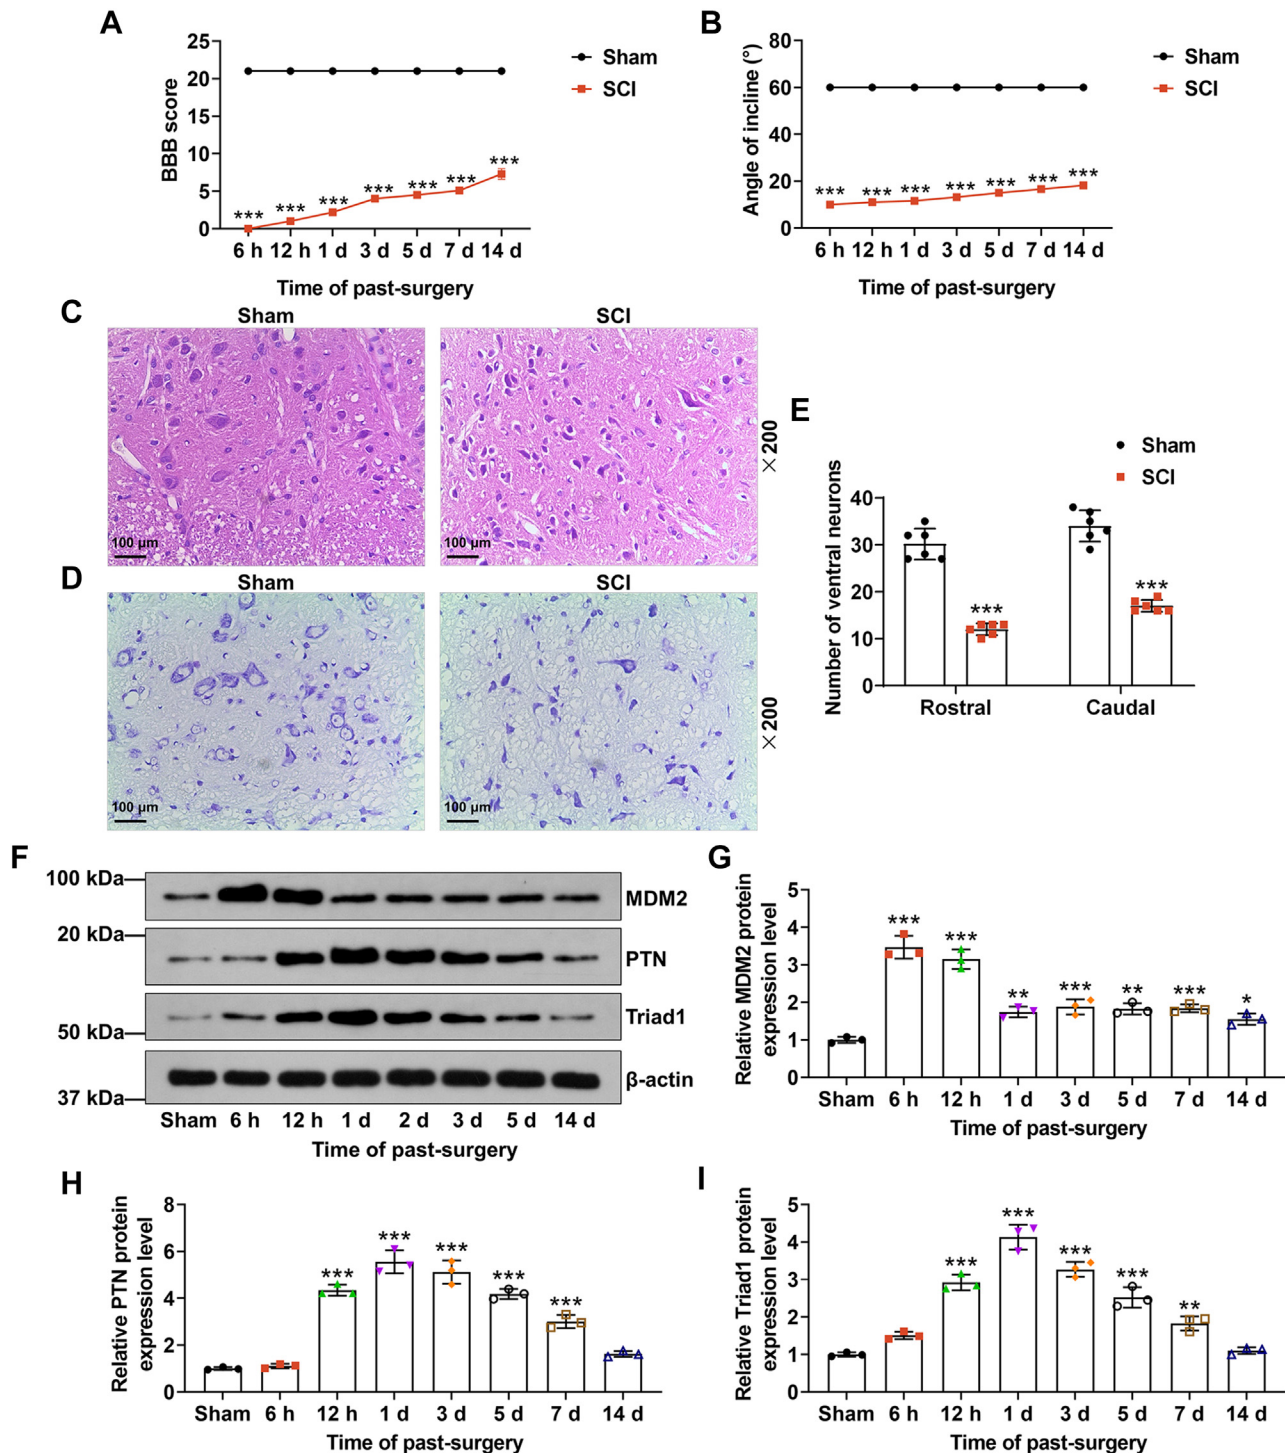 A
25
20
15
10
5
0
BBB score
*** *** *** *** *** *** ***
6 h 12 h 1 d 3 d 5 d 7 d 14 d
Time of past-surgery
Sham
SCI
B
80
60
40
20
0
Angle of incline (°)
*** *** *** *** *** *** ***
6 h 12 h 1 d 3 d 5 d 7 d 14 d
Time of past-surgery
Sham
SCI
C
Sham
SCI
100 μm
100 μm
×200
D
Sham
SCI
100 μm
100 μm
×200
E
Sham
SCI
40
30
20
10
0
Number of ventral neurons
*** ***
Rostral Caudal
F
100 kDa
MDM2
20 kDa
PTN
50 kDa
Triad1
37 kDa
β-actin
Sham 6 h 12 h 1 d 2 d 3 d 5 d 14 d
Time of past-surgery
G
5
4
3
2
1
0
Relative MDM2 protein
expression level
*** *** ** *** ** *** *
Sham 6 h 12 h 1 d 3 d 5 d 7 d 14 d
Time of past-surgery
H
8
6
4
2
0
Relative PTN protein
expression level
*** *** *** *** ***
Sham 6 h 12 h 1 d 3 d 5 d 7 d 14 d
Time of past-surgery
I
5
4
3
2
1
0
Relative Triad1 protein
expression level
*** *** *** *** **
Sham 6 h 12 h 1 d 3 d 5 d 7 d 14 d
Time of past-surgery